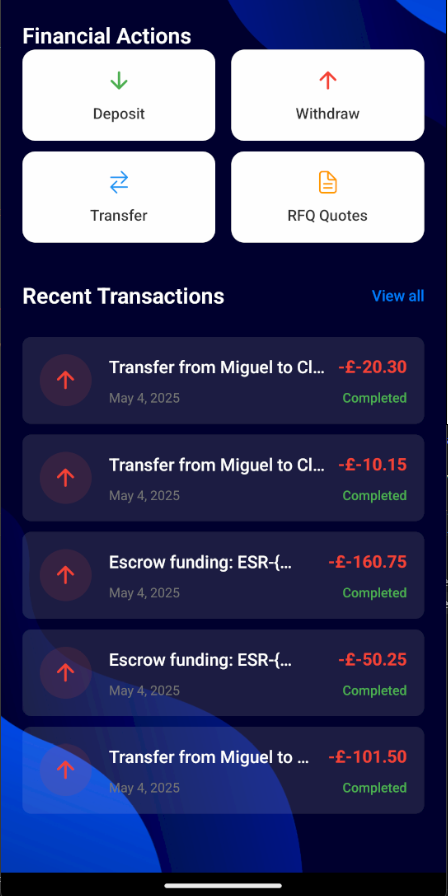 Financial Actions
Deposit
Withdraw
Transfer
RFQ Quotes
Recent Transactions
View all
Transfer from Miguel to Cl...
-£-20.30
May 4, 2025
Completed
Transfer from Miguel to Cl...
-£-10.15
May 4, 2025
Completed
Escrow funding: ESR-{...
-£-160.75
May 4, 2025
Completed
Escrow funding: ESR-{...
-£-50.25
May 4, 2025
Completed
Transfer from Miguel to ...
-£-101.50
May 4, 2025
Completed